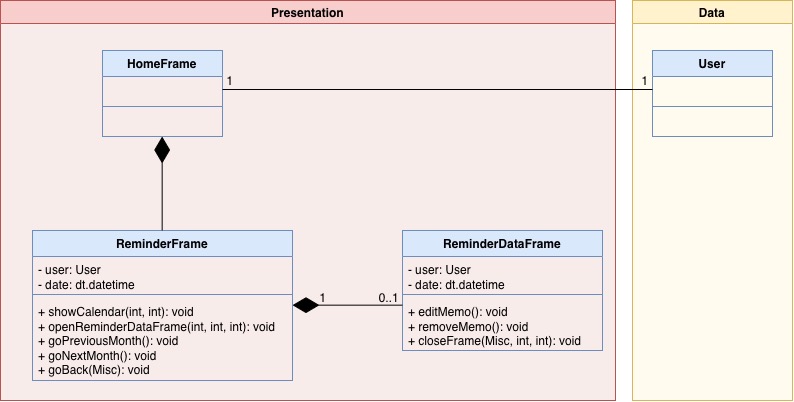 Presentation
Data
HomeFrame
1
1
User
ReminderFrame
- user: User
- date: dt.datetime
+ showCalendar(int, int): void
+ openReminderDataFrame(int, int, int): void
+ goPreviousMonth(): void
+ goNextMonth(): void
+ goBack(Misc): void
1
0..1
ReminderDataFrame
- user: User
- date: dt.datetime
+ editMemo(): void
+ removeMemo(): void
+ closeFrame(Misc, int, int): void